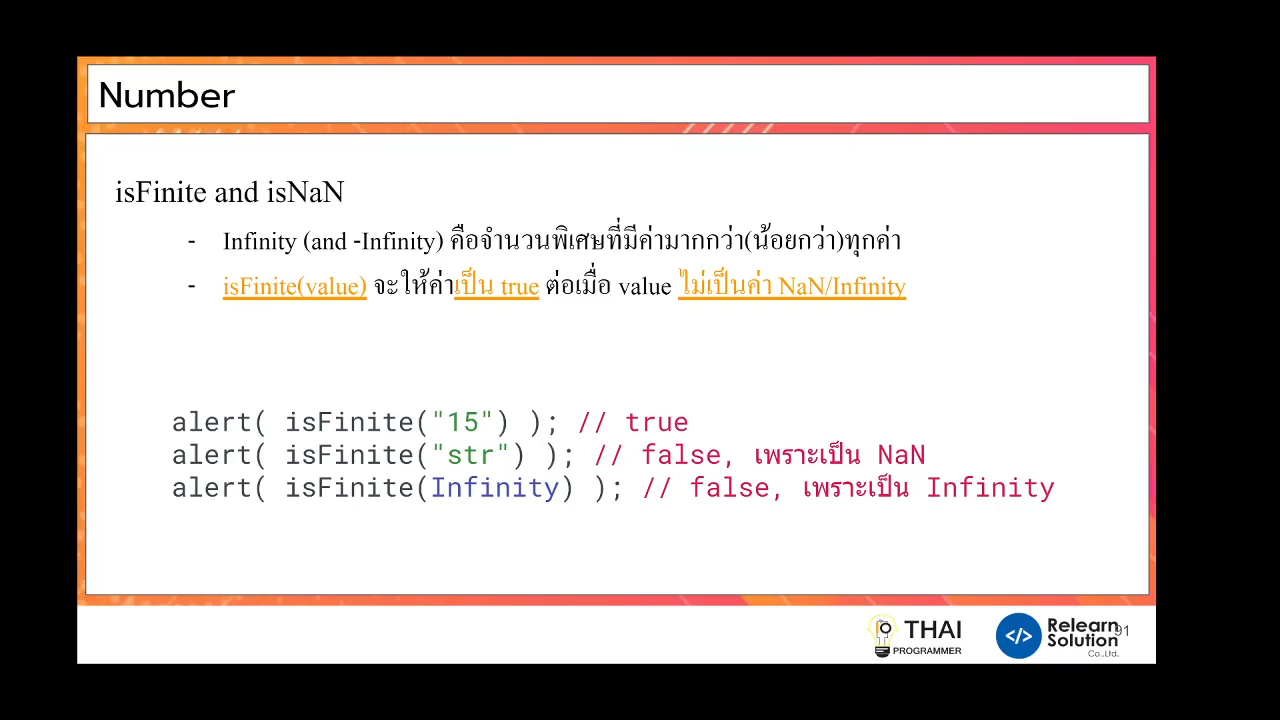 Number
isFinite and isNaN
- Infinity (and -Infinity) คือจำนวนพิเศษที่มีค่ามากกว่า(น้อยกว่า)ทุกค่า
- isFinite(value) จะให้ค่าเป็น true ต่อเมื่อ value ไม่เป็นค่า NaN/Infinity
alert( isFinite("15") ); // true
alert( isFinite("str") ); // false, เพราะเป็น NaN
alert( isFinite(Infinity) ); // false, เพราะเป็น Infinity
THAI
PROGRAMMER
</>
Relearn
Solution
Co.,Ltd.
91